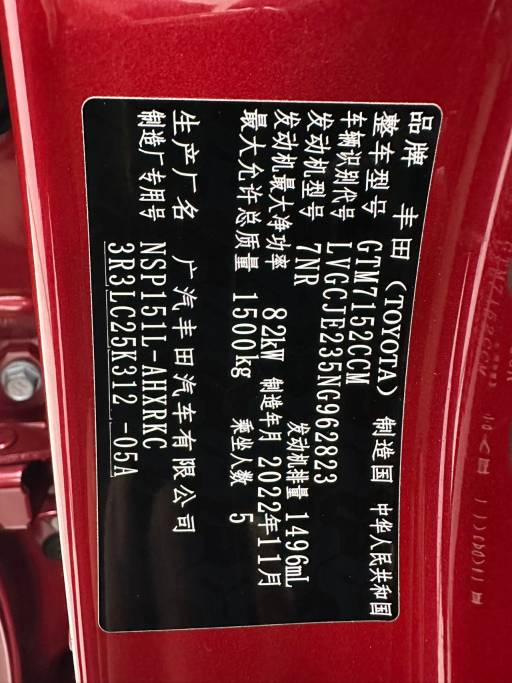 品牌 丰田（TOYOTA） 制造国 中华人民共和国
整车型号 GTM7152CCM
车辆识别代号 LVGCJE235NG962823
发动机型号 7NR 发动机排量 1496mL
发动机最大净功率 82kW 制造年月 2022年11月
最大允许总质量 1500kg 乘坐人数 5
生产厂名 广汽丰田汽车有限公司
制造厂专用号 NSP151L-AHXRKC
3R3LC25K312 -05A